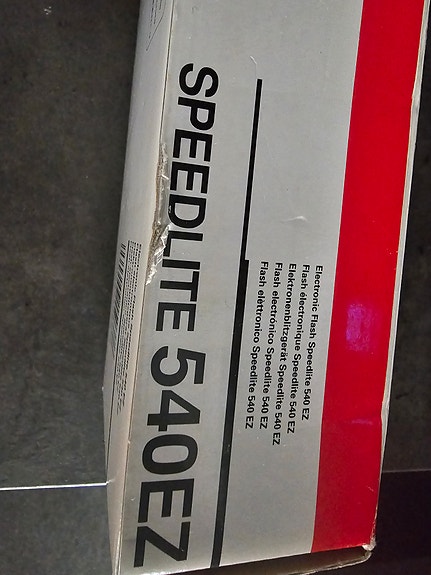 SPEEDLITE 540EZ
Electronic Flash Speedlite 540 EZ
Flash électronique Speedlite 540 EZ
Elektronenblitzgerät Speedlite 540 EZ
Flash electrónico Speedlite 540 EZ
Flash elèttronico Speedlite 540 EZ